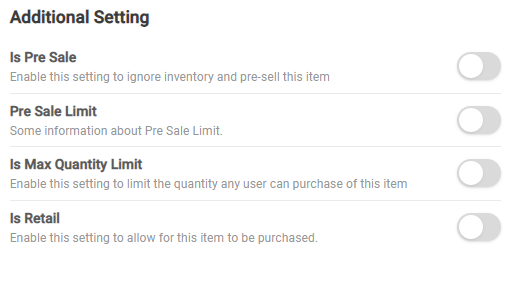 Additional Setting
Is Pre Sale
Enable this setting to ignore inventory and pre-sell this item
Pre Sale Limit
Some information about Pre Sale Limit.
Is Max Quantity Limit
Enable this setting to limit the quantity any user can purchase of this item
Is Retail
Enable this setting to allow for this item to be purchased.